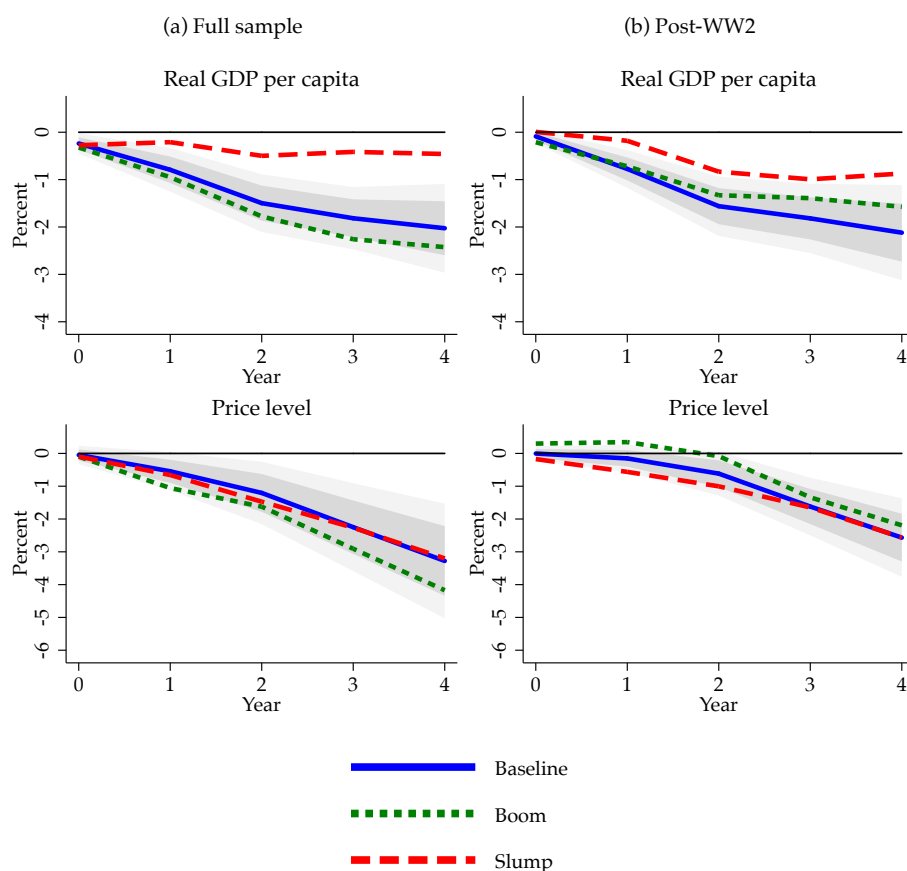 (a) Full sample
(b) Post-WW2
Real GDP per capita
0
-1
-2
-3
-4
Percent
0 1 2 3 4
Year
Real GDP per capita
0
-1
-2
-3
-4
Percent
0 1 2 3 4
Year
Price level
0
-1
-2
-3
-4
-5
-6
Percent
0 1 2 3 4
Year
Price level
0
-1
-2
-3
-4
-5
-6
Percent
0 1 2 3 4
Year
Baseline
Boom
Slump